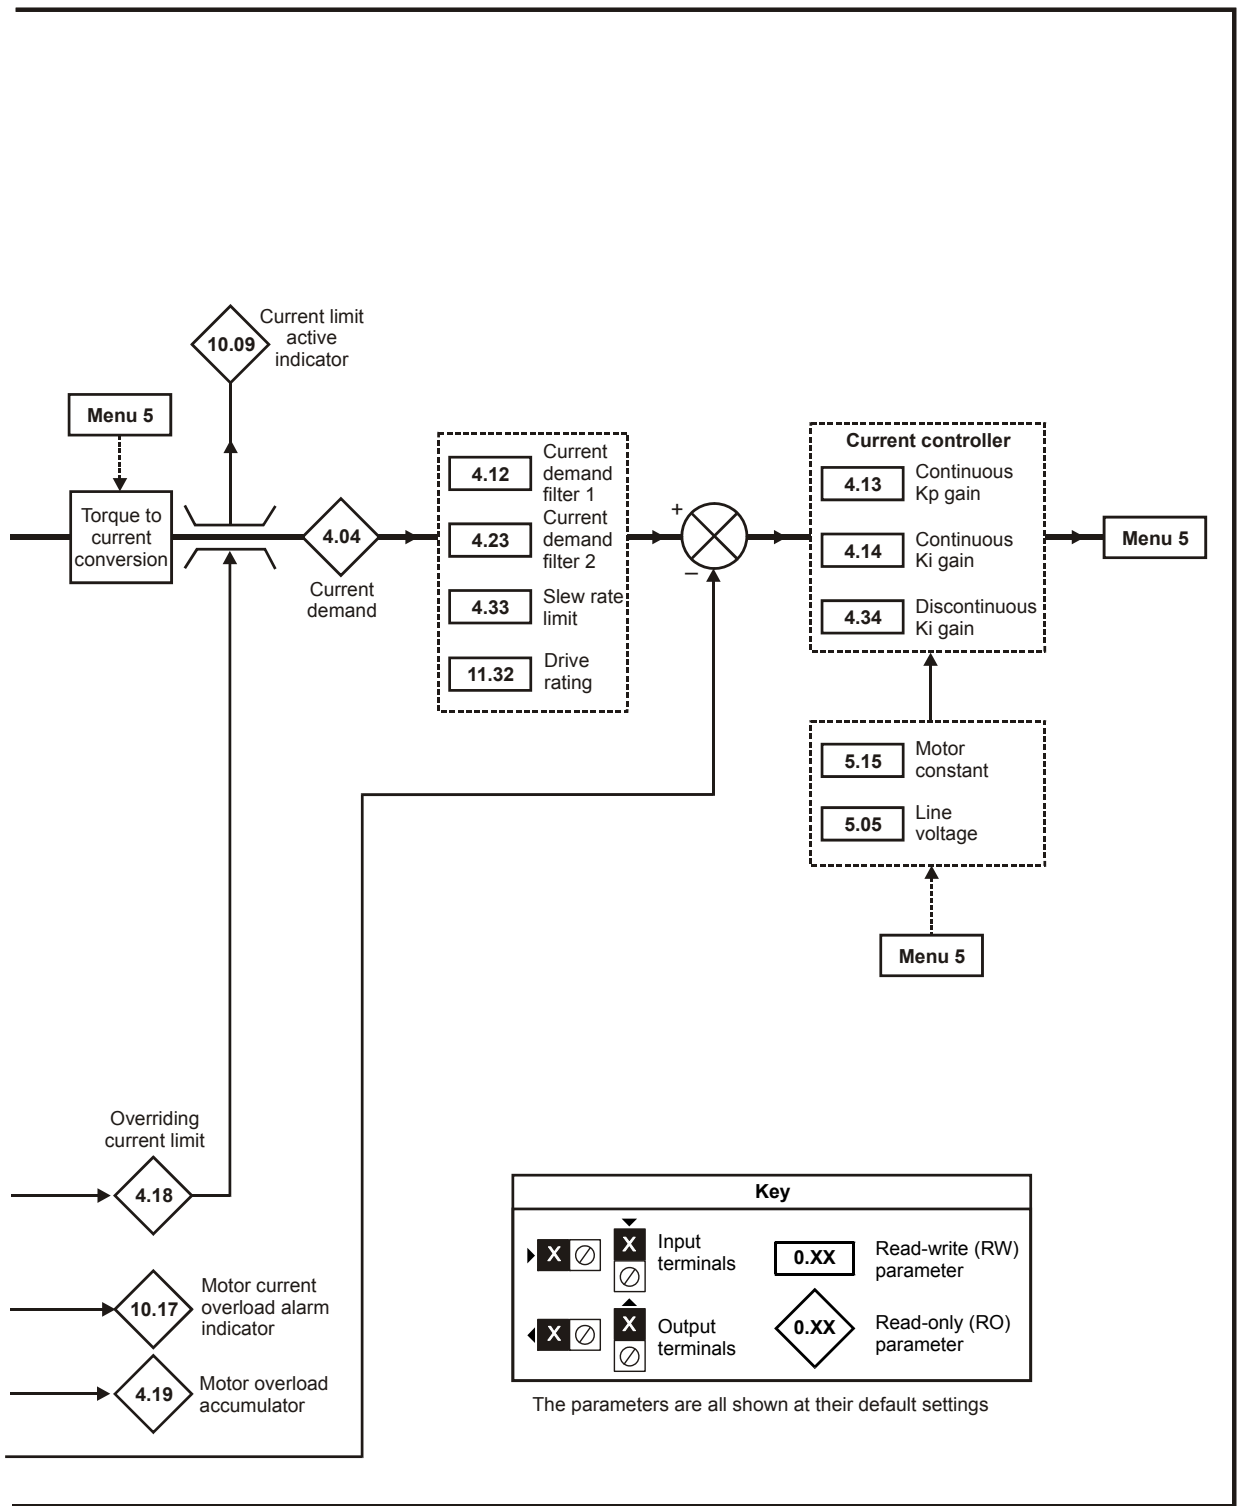 10.09
Current limit
active
indicator
Menu 5
Torque to
current
conversion
4.04
Current
demand
4.12
Current
demand
filter 1
4.23
Current
demand
filter 2
4.33
Slew rate
limit
11.32
Drive
rating
+
–
Current controller
4.13
Continuous
Kp gain
4.14
Continuous
Ki gain
4.34
Discontinuous
Ki gain
Menu 5
5.15
Motor
constant
5.05
Line
voltage
Menu 5
Overriding
current limit
4.18
10.17
Motor current
overload alarm
indicator
4.19
Motor overload
accumulator
Key
X
X
Input
terminals
0.XX
Read-write (RW)
parameter
X
X
Output
terminals
0.XX
Read-only (RO)
parameter
The parameters are all shown at their default settings